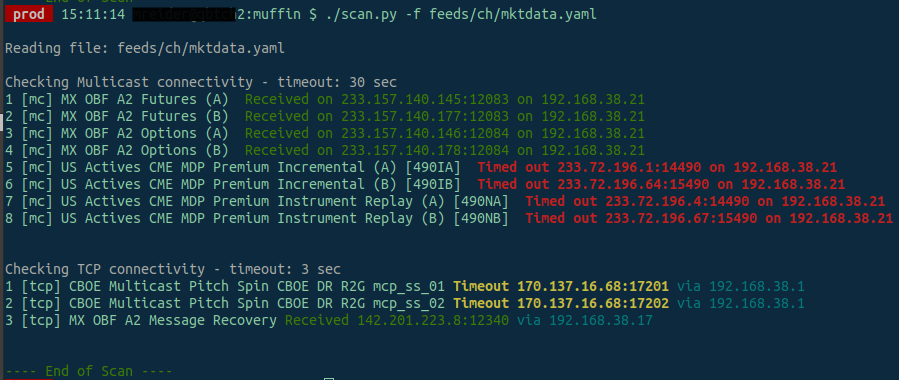 ---- End of Scan ----
prod 15:11:14 2:muffin $ ./scan.py -f feeds/ch/mktdata.yaml
Reading file: feeds/ch/mktdata.yaml
Checking Multicast connectivity - timeout: 30 sec
1 [mc] MX OBF A2 Futures (A) Received on 233.157.140.145:12083 on 192.168.38.21
2 [mc] MX OBF A2 Futures (B) Received on 233.157.140.177:12083 on 192.168.38.21
3 [mc] MX OBF A2 Options (A) Received on 233.157.140.146:12084 on 192.168.38.21
4 [mc] MX OBF A2 Options (B) Received on 233.157.140.178:12084 on 192.168.38.21
5 [mc] US Actives CME MDP Premium Incremental (A) [490IA] Timed out 233.72.196.1:14490 on 192.168.38.21
6 [mc] US Actives CME MDP Premium Incremental (B) [490IB] Timed out 233.72.196.64:15490 on 192.168.38.21
7 [mc] US Actives CME MDP Premium Instrument Replay (A) [490NA] Timed out 233.72.196.4:14490 on 192.168.38.21
8 [mc] US Actives CME MDP Premium Instrument Replay (B) [490NB] Timed out 233.72.196.67:15490 on 192.168.38.21
Checking TCP connectivity - timeout: 3 sec
1 [tcp] CBOE Multicast Pitch Spin CBOE DR R2G mcp_ss_01 Timeout 170.137.16.68:17201 via 192.168.38.1
2 [tcp] CBOE Multicast Pitch Spin CBOE DR R2G mcp_ss_02 Timeout 170.137.16.68:17202 via 192.168.38.1
3 [tcp] MX OBF A2 Message Recovery Received 142.201.223.8:12340 via 192.168.38.17
---- End of Scan ----